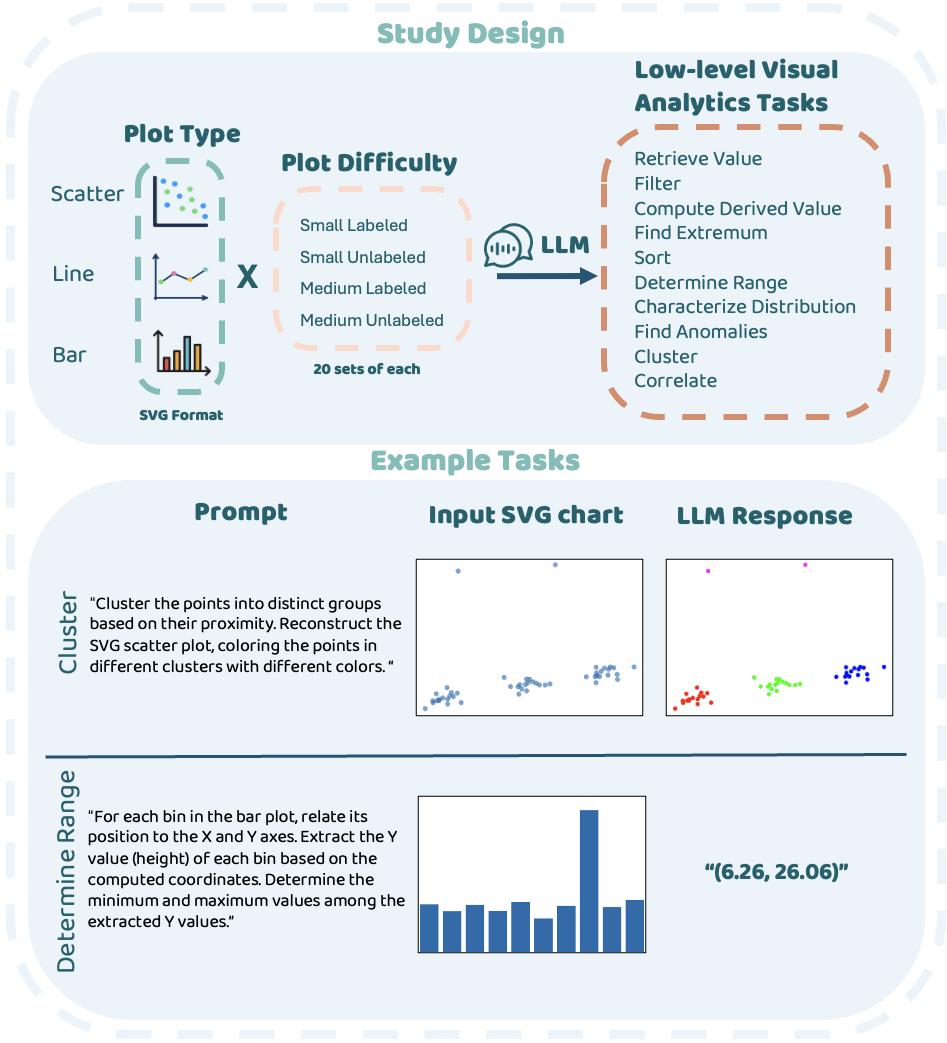 Study Design
Plot Type
Scatter
Line
Bar
SVG Format
X
Plot Difficulty
Small Labeled
Small Unlabeled
Medium Labeled
Medium Unlabeled
20 sets of each
LLM
Low-level Visual
Analytics Tasks
Retrieve Value
Filter
Compute Derived Value
Find Extremum
Sort
Determine Range
Characterize Distribution
Find Anomalies
Cluster
Correlate
Example Tasks
Prompt
Input SVG chart
LLM Response
Cluster
“Cluster the points into distinct groups
based on their proximity. Reconstruct the
SVG scatter plot, coloring the points in
different clusters with different colors. “
Determine Range
“For each bin in the bar plot, relate its
position to the X and Y axes. Extract the Y
value (height) of each bin based on the
computed coordinates. Determine the
minimum and maximum values among the
extracted Y values.”
“(6.26, 26.06)”